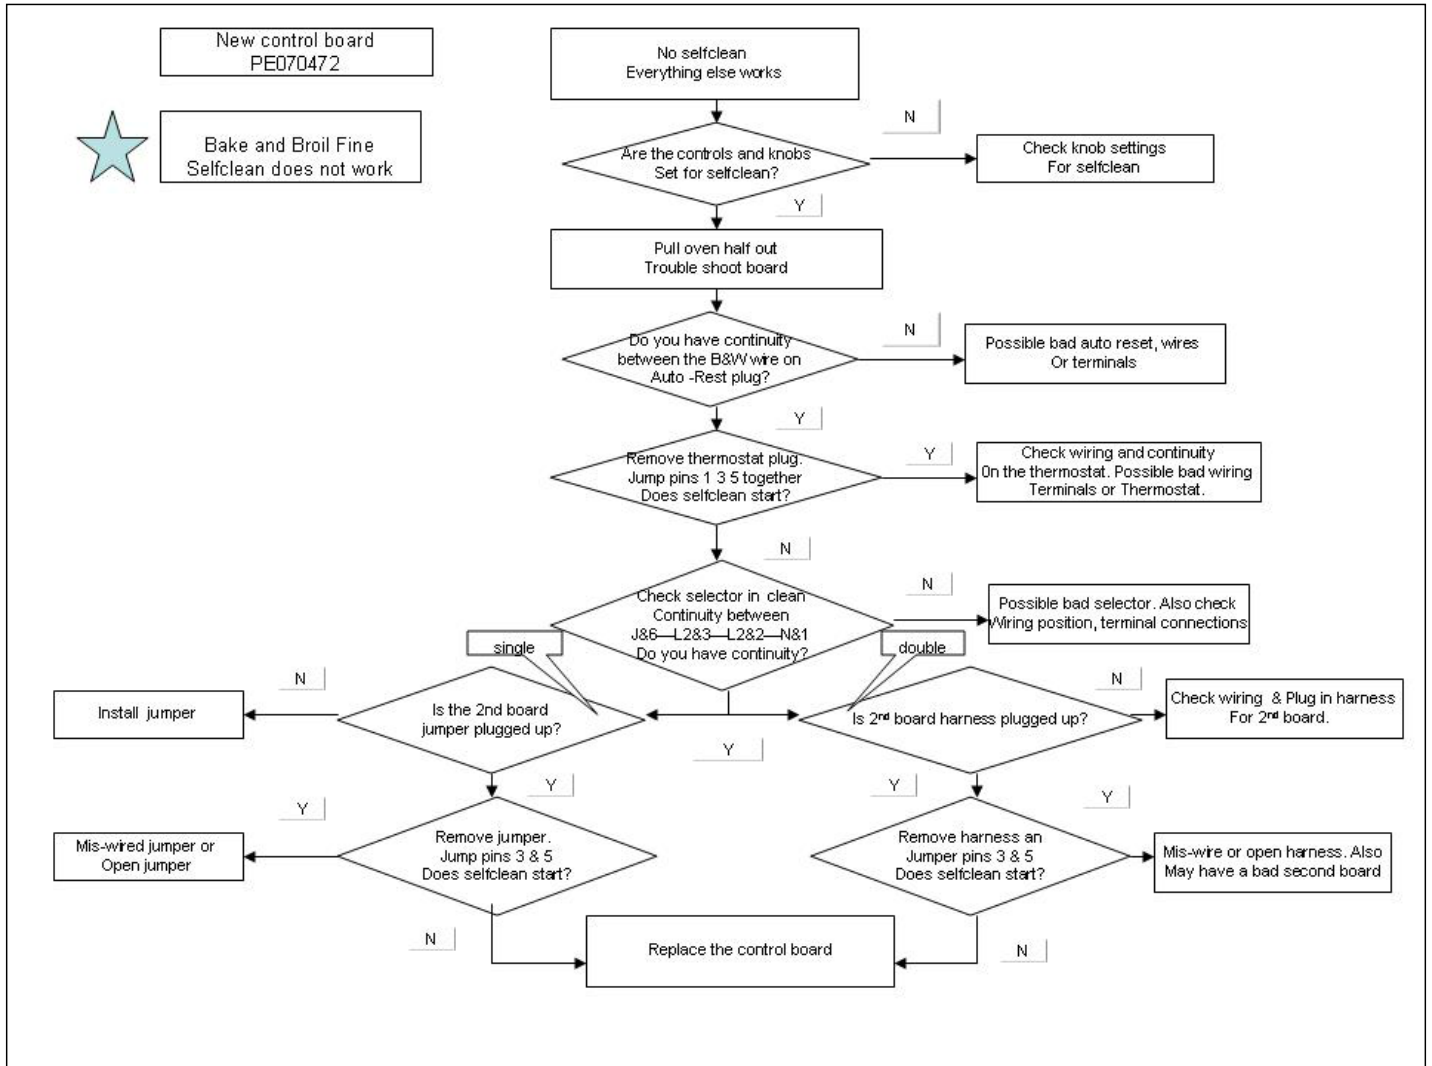 New control board
PE070472
Bake and Broil Fine
Selfclean does not work
No selfclean
Everything else works
N
Are the controls and knobs
Set for selfclean?
Check knob settings
For selfclean
Y
Pull oven half out
Trouble shoot board
N
Do you have continuity
between the B&W wire on
Auto -Rest plug?
Possible bad auto reset, wires
Or terminals
Y
Remove thermostat plug.
Jump pins 1 3 5 together
Does selfclean start?
Y
Check wiring and continuity
0n the thermostat. Possible bad wiring
Terminals or Thermostat.
N
Check selector in clean
Continuity between
J&6—L2&3—L2&2—N&1
Do you have continuity?
N
Possible bad selector. Also check
Wiring position, terminal connections
single
double
N
Install jumper
Is the 2nd board
jumper plugged up?
Y
Is 2nd board harness plugged up?
N
Check wiring & Plug in harness
For 2nd board.
Y
Y
Y
Y
Mis-wired jumper or
Open jumper
Remove jumper.
Jump pins 3 & 5
Does selfclean start?
Remove harness an
Jumper pins 3 & 5
Does selfclean start?
Mis-wire or open harness. Also
May have a bad second board
N
Replace the control board
N